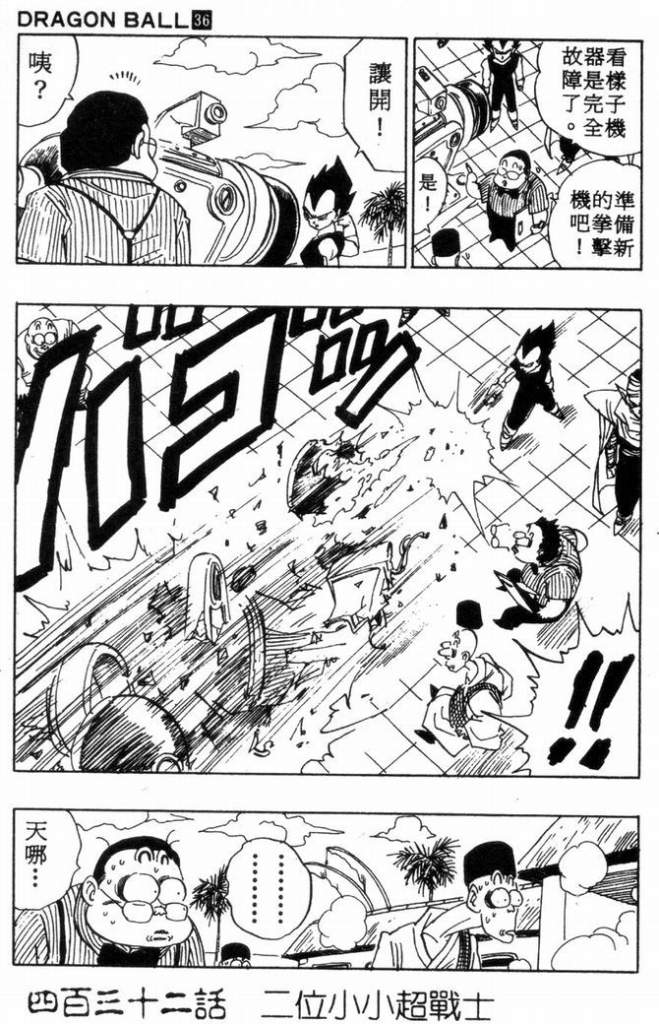 DRAGON BALL 36
看樣子機
器是完全
故障了。
準備新
的拳擊
機吧！
是！
讓開！
咦？
!!
天哪…
………
四百三十二話 二位小小超戰士